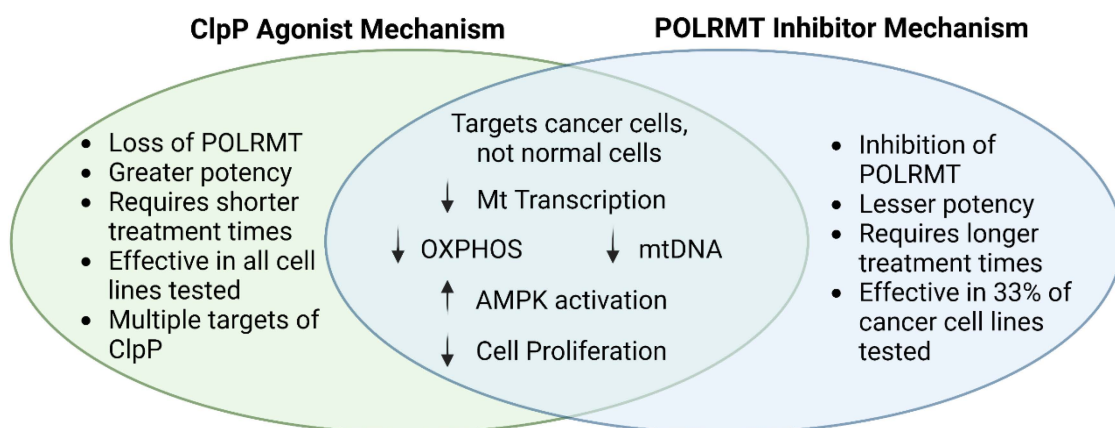 ClpP Agonist Mechanism
POLRMT Inhibitor Mechanism
• Loss of POLRMT
• Greater potency
• Requires shorter
treatment times
• Effective in all cell
lines tested
• Multiple targets of
ClpP
Targets cancer cells,
not normal cells
↓ Mt Transcription
↓ OXPHOS ↓ mtDNA
↑ AMPK activation
↓ Cell Proliferation
• Inhibition of
POLRMT
• Lesser potency
• Requires longer
treatment times
• Effective in 33% of
cancer cell lines
tested